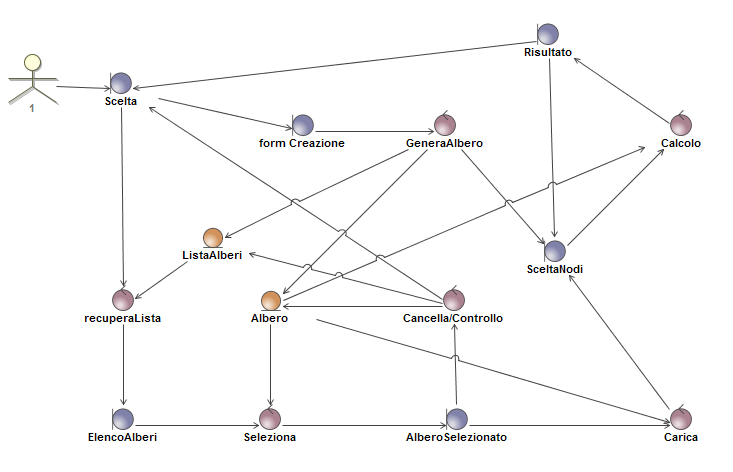 Risultato
1
Scelta
form Creazione
GeneraAlbero
Calcolo
ListaAlberi
SceltaNodi
recuperaLista
Albero
Cancella/Controllo
ElencoAlberi
Seleziona
AlberoSelezionato
Carica